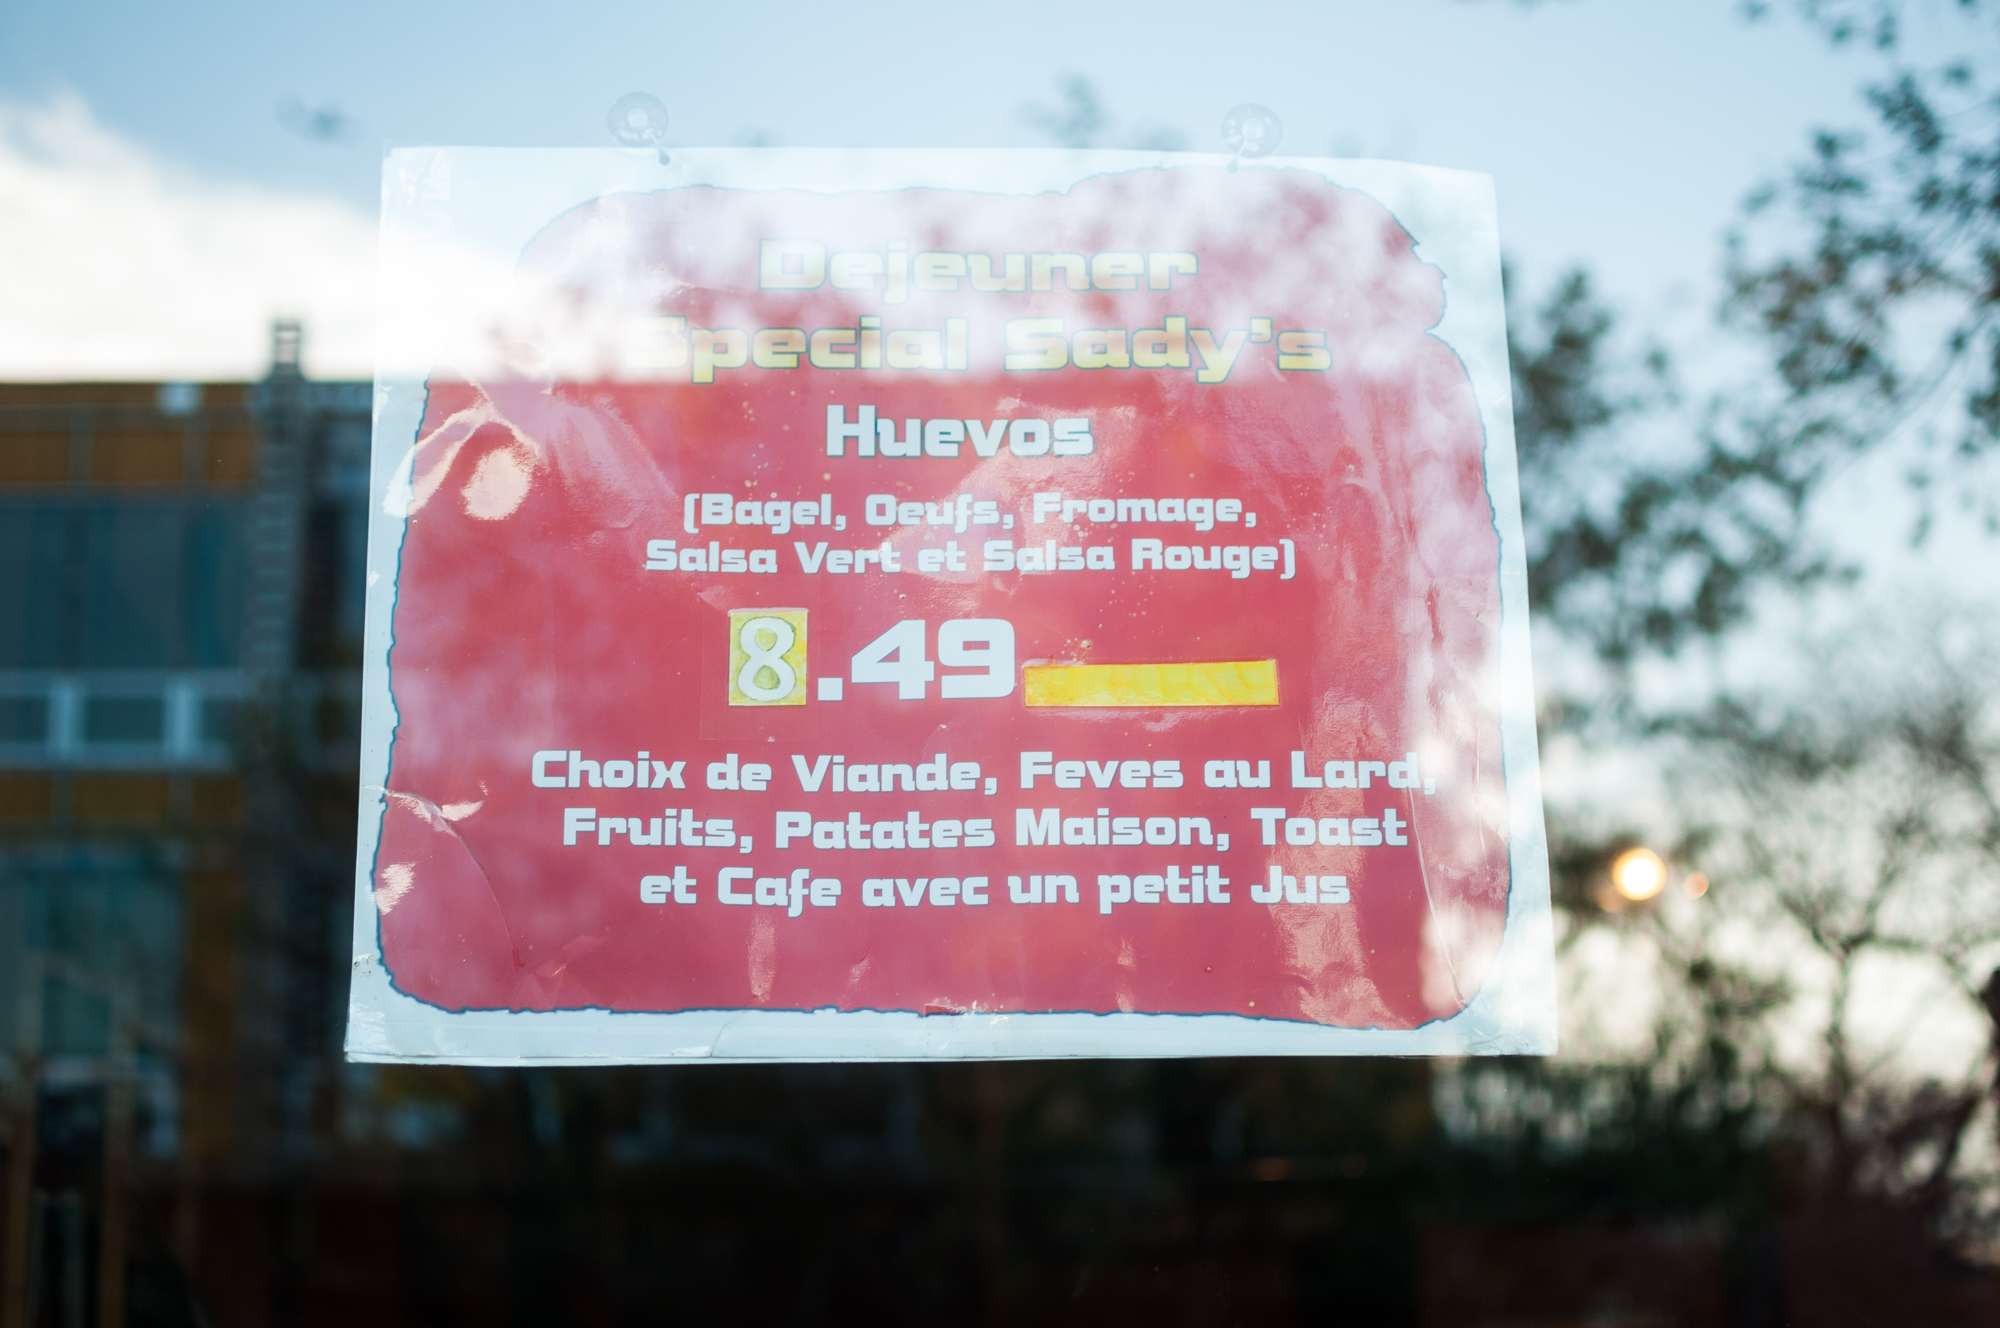 Dejeuner
Special Sady's
Huevos
(Bagel, Oeufs, Fromage,
Salsa Vert et Salsa Rouge)
8.49
Choix de Viande, Feves au Lard,
Fruits, Patates Maison, Toast
et Cafe avec un petit Jus